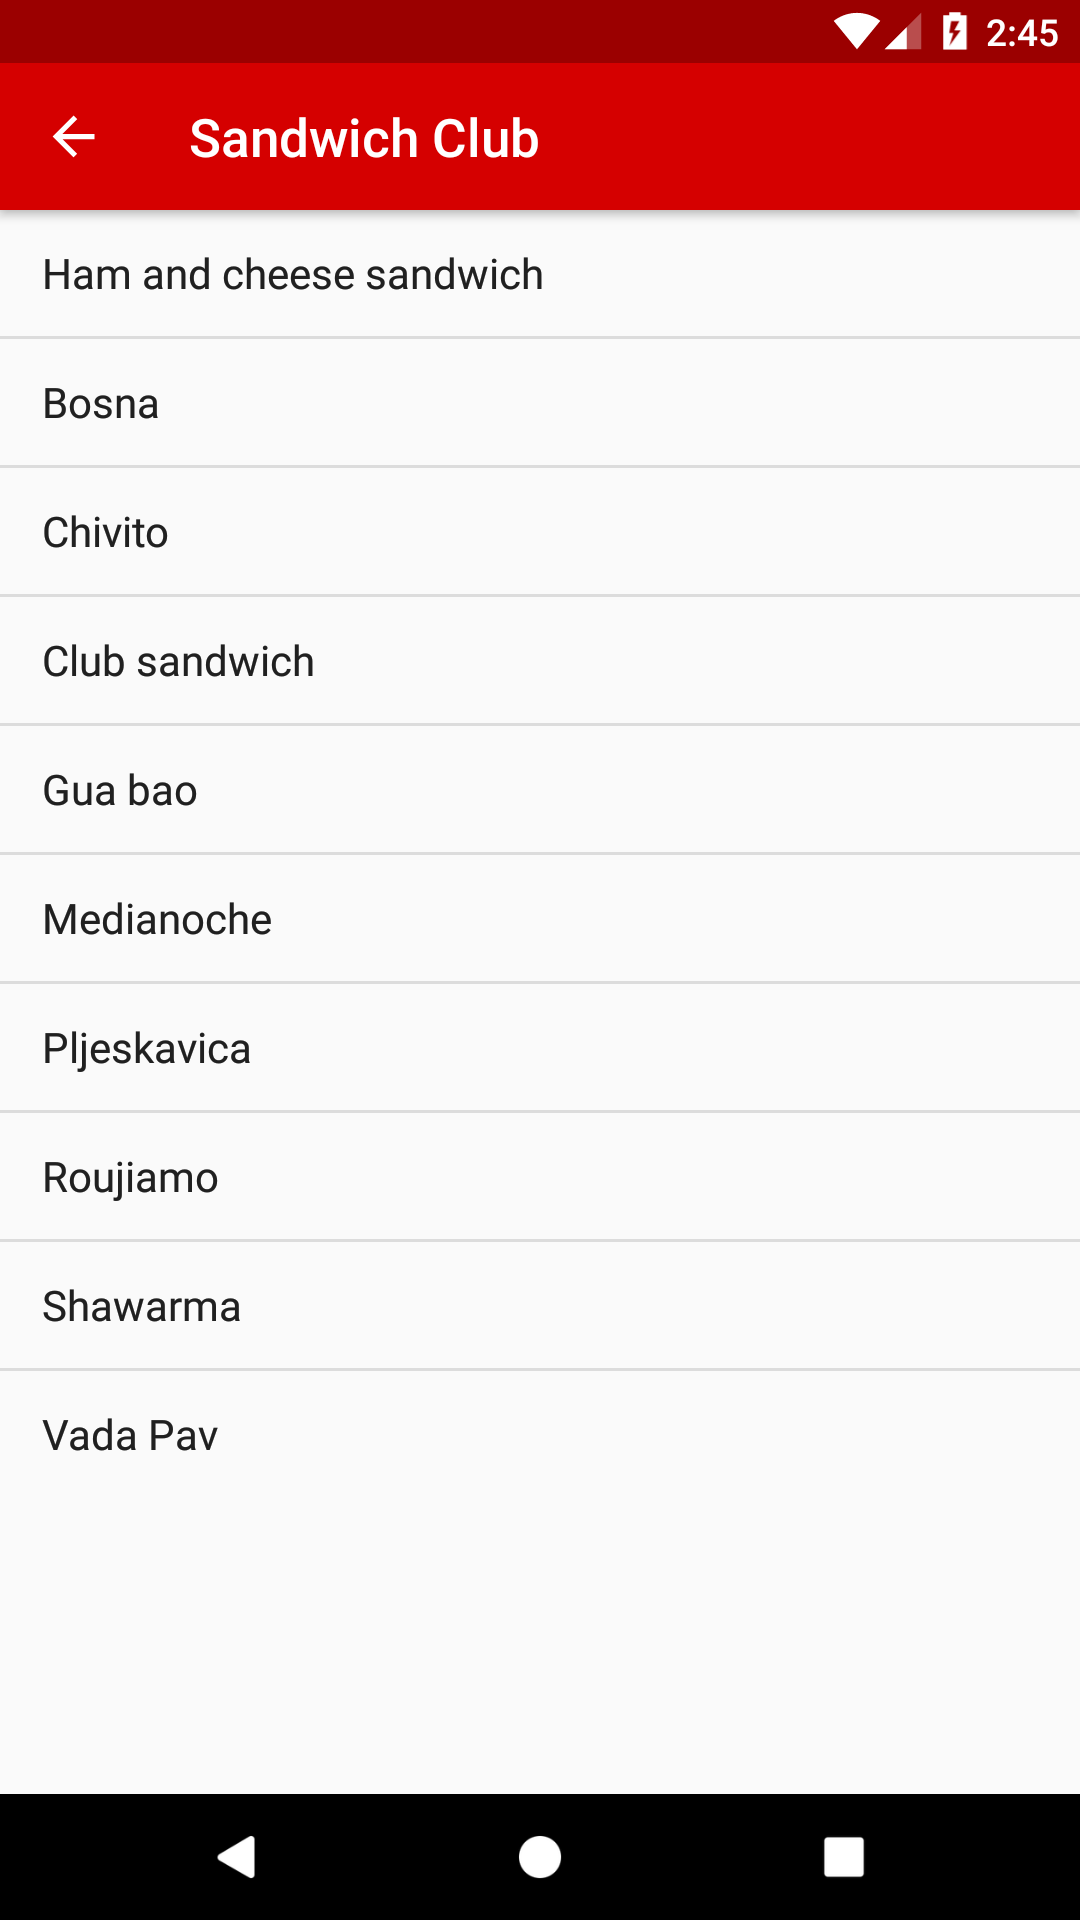 2:45
Sandwich Club
Ham and cheese sandwich
Bosna
Chivito
Club sandwich
Gua bao
Medianoche
Pljeskavica
Roujiamo
Shawarma
Vada Pav